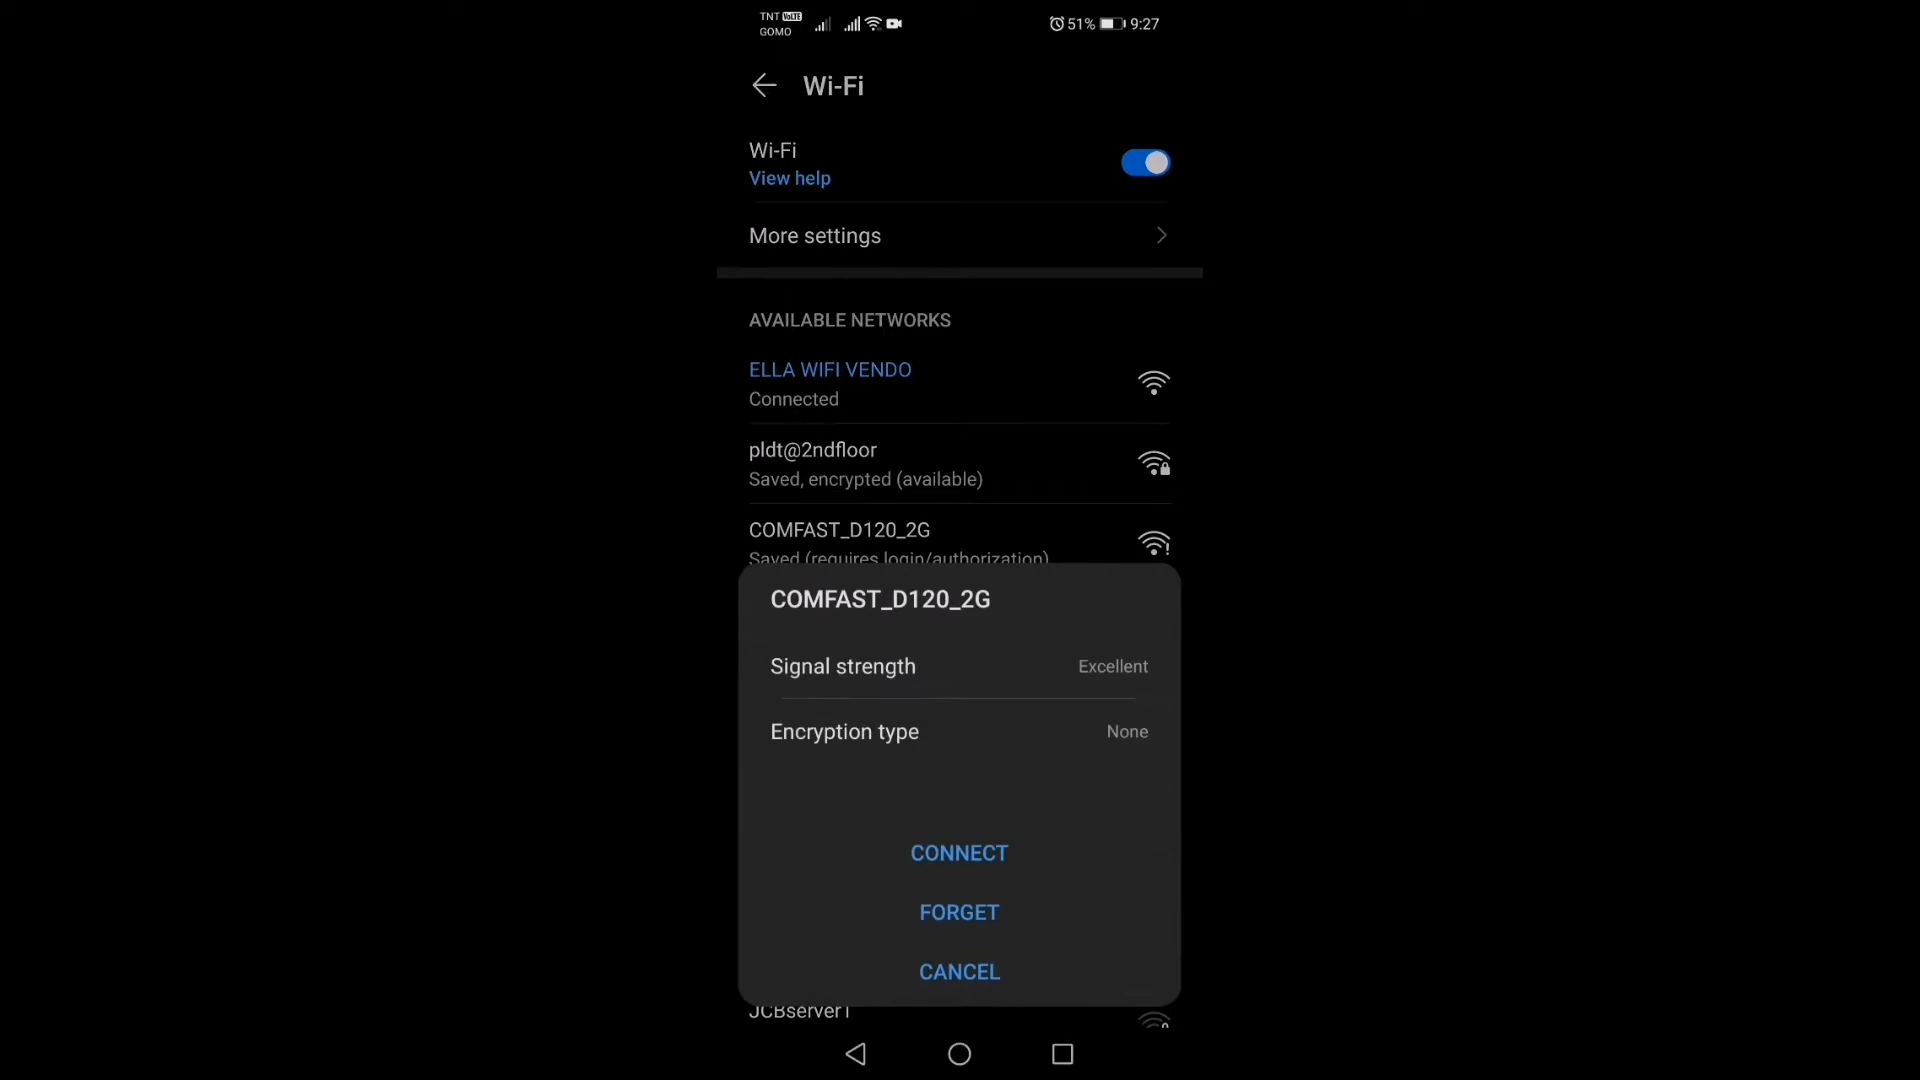 TNT VoLTE
GOMO
51% 9:27
Wi-Fi
Wi-Fi
View help
More settings
AVAILABLE NETWORKS
ELLA WIFI VENDO
Connected
pldt@2ndfloor
Saved, encrypted (available)
COMFAST_D120_2G
Saved (requires login/authorization)
COMFAST_D120_2G
Signal strength Excellent
Encryption type None
CONNECT
FORGET
CANCEL
JCBserver1